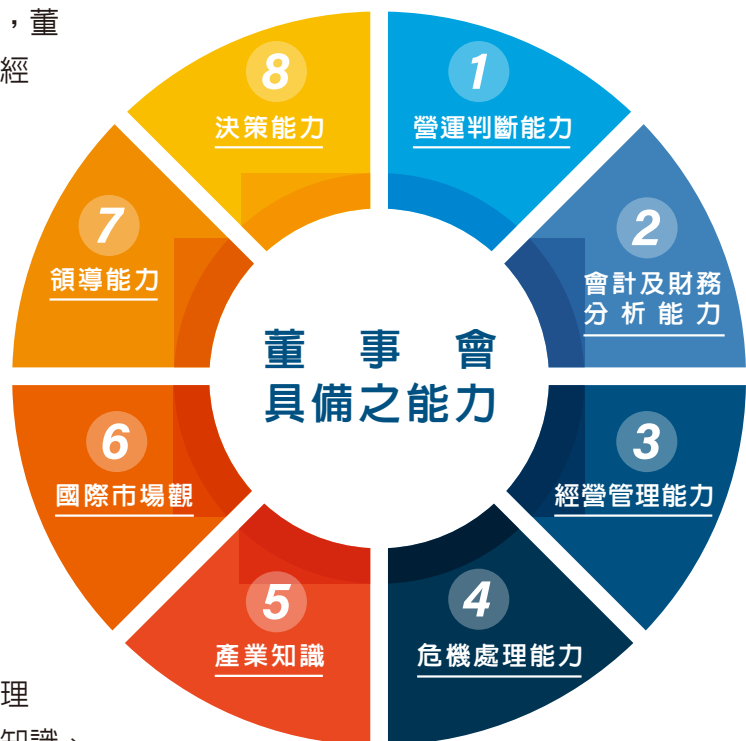 ，董
經
董事會
具備之能力
1
營運判斷能力
2
會計及財務
分析能力
3
經營管理能力
4
危機處理能力
5
產業知識
6
國際市場觀
7
領導能力
8
決策能力
理
知識、